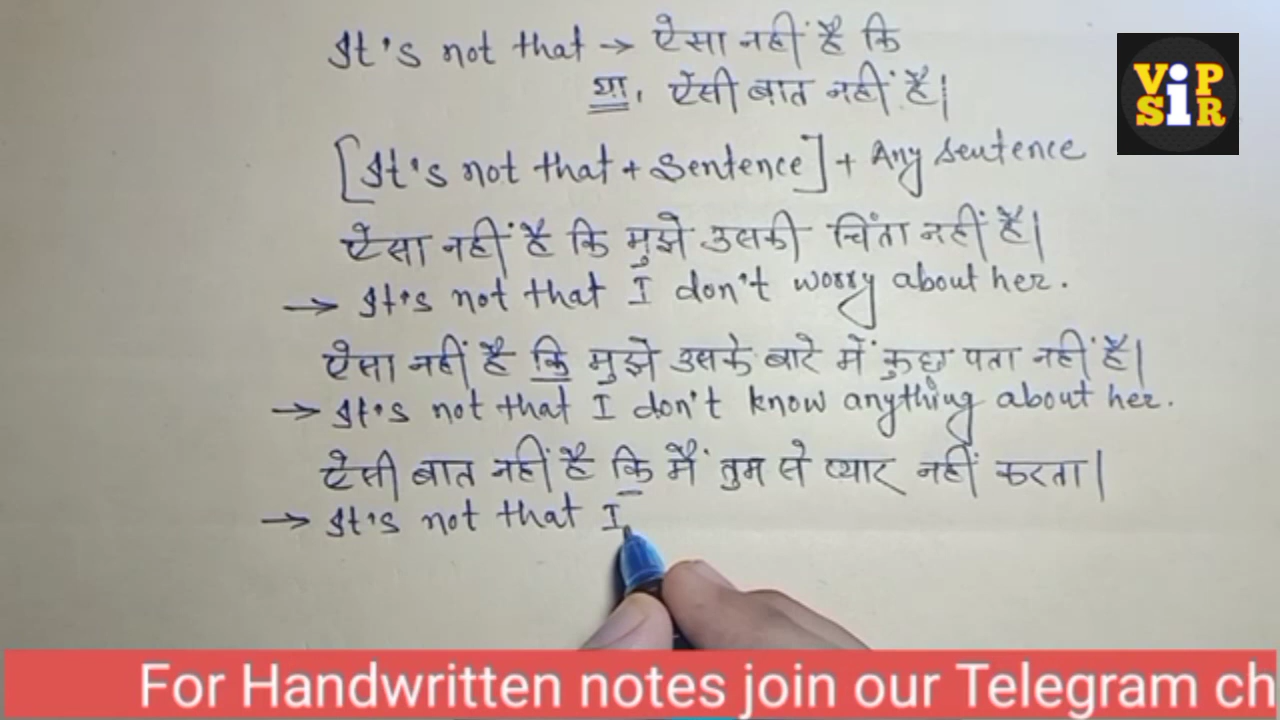 It's not that → ऐसा नहीं है कि
या, ऐसी बात नहीं है।
[It's not that + Sentence] + Any sentence
ऐसा नहीं है कि मुझे उसकी चिंता नहीं है।
→ It's not that I don't worry about her.
ऐसा नहीं है कि मुझे उसके बारे में कुछ पता नहीं है।
→ It's not that I don't know anything about her.
ऐसी बात नहीं है कि मैं तुम से प्यार नहीं करता।
→ It's not that I
ViP
SiR
For Handwritten notes join our Telegram ch